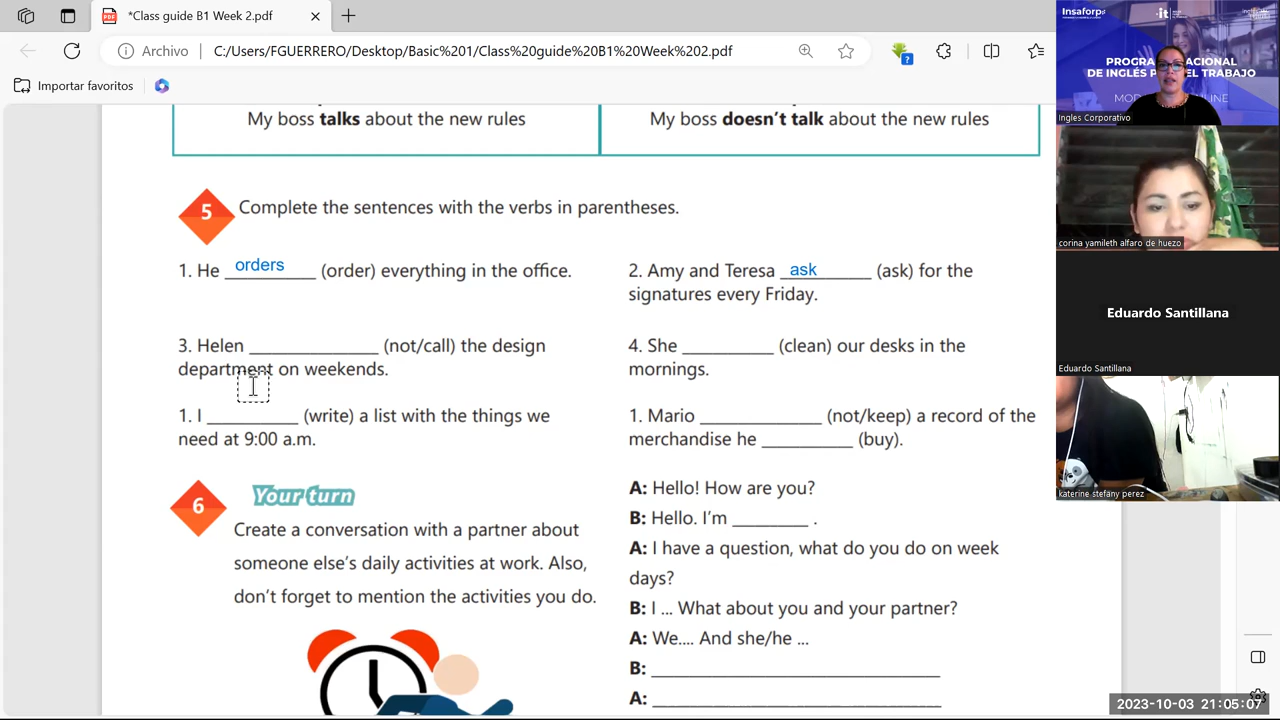 *Class guide B1 Week 2.pdf
Archivo
C:/Users/FGUERRERO/Desktop/Basic%201/Class%20guide%20B1%20Week%202.pdf
Importar favoritos
My boss talks about the new rules
My boss doesn't talk about the new rules
5
Complete the sentences with the verbs in parentheses.
1. He orders (order) everything in the office.
2. Amy and Teresa ask (ask) for the
signatures every Friday.
3. Helen ____________ (not/call) the design
department on weekends.
4. She _________ (clean) our desks in the
mornings.
1. I _________ (write) a list with the things we
need at 9:00 a.m.
1. Mario ____________ (not/keep) a record of the
merchandise he _________ (buy).
6
Your turn
Create a conversation with a partner about
someone else's daily activities at work. Also,
don't forget to mention the activities you do.
A: Hello! How are you?
B: Hello. I'm ________ .
A: I have a question, what do you do on week
days?
B: I ... What about you and your partner?
A: We.... And she/he ...
B: ______________________________
A: ______________________________
Insaforp
Ingles Corporativo
corina yamileth alfaro de huezo
Eduardo Santillana
Eduardo Santillana
katerine stefany perez
2023-10-03 21:05:07